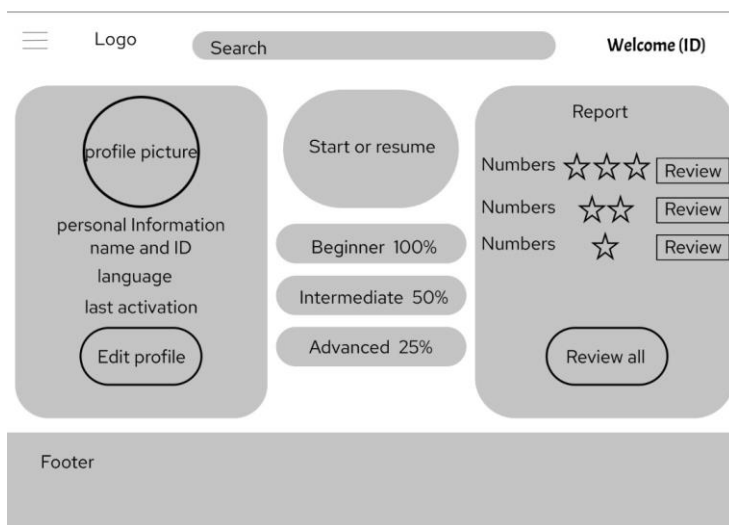 Logo
Search
Welcome (ID)
profile picture
personal Information
name and ID
language
last activation
Edit profile
Start or resume
Beginner 100%
Intermediate 50%
Advanced 25%
Report
Numbers Review
Numbers Review
Numbers Review
Review all
Footer